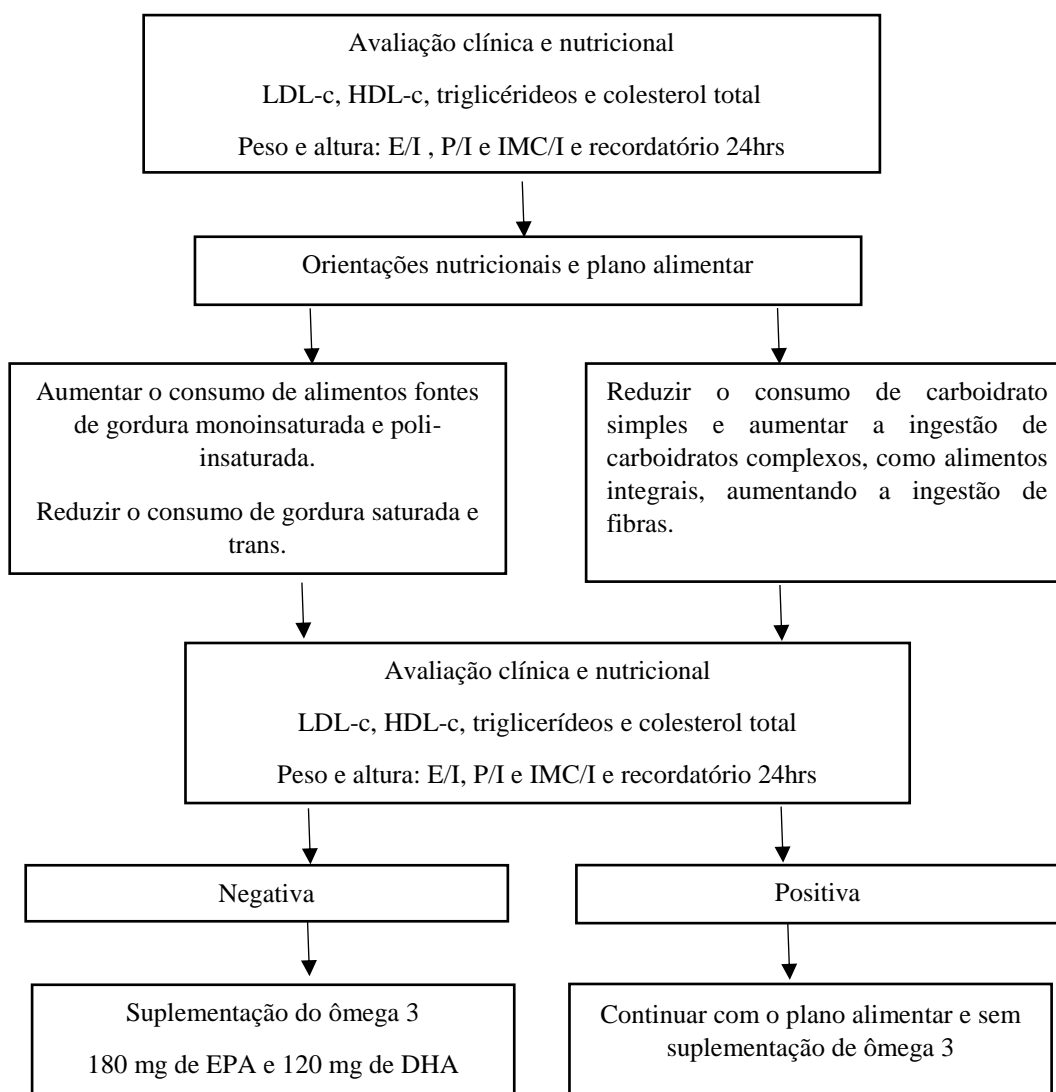 Avaliação clínica e nutricional
LDL-c, HDL-c, triglicérideos e colesterol total
Peso e altura: E/I , P/I e IMC/I e recordatório 24hrs
Orientações nutricionais e plano alimentar
Aumentar o consumo de alimentos fontes
de gordura monoinsaturada e poli-
insaturada.
Reduzir o consumo de gordura saturada e
trans.
Reduzir o consumo de carboidrato
simples e aumentar a ingestão de
carboidratos complexos, como alimentos
integrais, aumentando a ingestão de
fibras.
Avaliação clínica e nutricional
LDL-c, HDL-c, triglicerídeos e colesterol total
Peso e altura: E/I, P/I e IMC/I e recordatório 24hrs
Negativa
Positiva
Suplementação do ômega 3
180 mg de EPA e 120 mg de DHA
Continuar com o plano alimentar e sem
suplementação de ômega 3